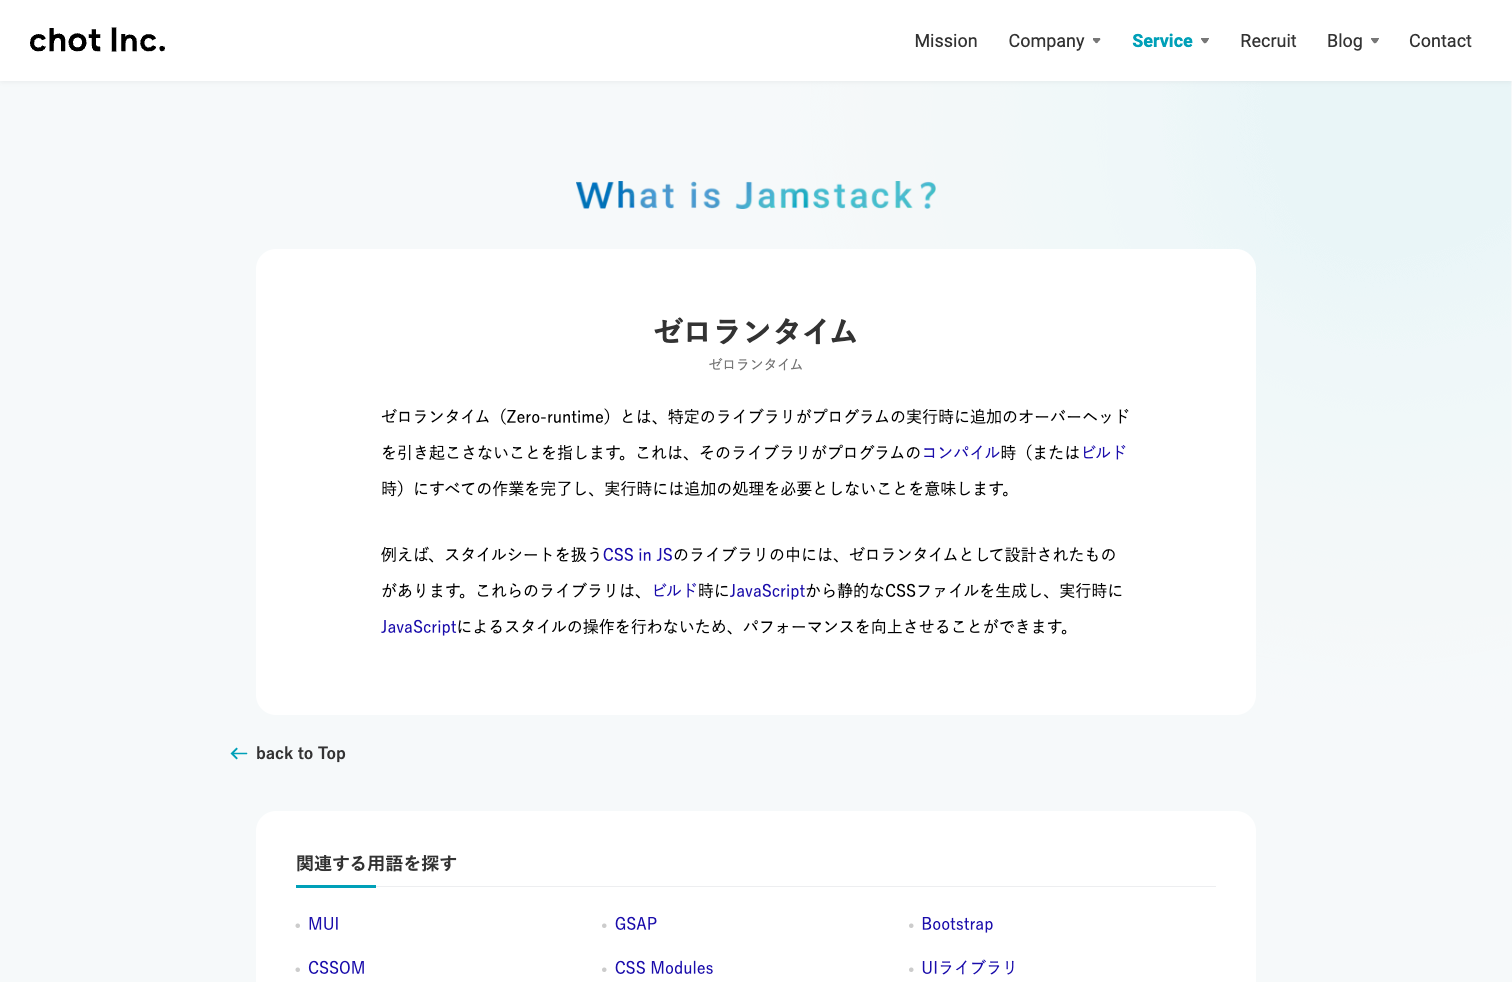 chot Inc.
Mission Company Service Recruit Blog Contact
What is Jamstack?
ゼロランタイム
ゼロランタイム
ゼロランタイム（Zero-runtime）とは、特定のライブラリがプログラムの実行時に追加のオーバーヘッド
を引き起こさないことを指します。これは、そのライブラリがプログラムのコンパイル時（またはビルド
時）にすべての作業を完了し、実行時には追加の処理を必要としないことを意味します。
例えば、スタイルシートを扱うCSS in JSのライブラリの中には、ゼロランタイムとして設計されたもの
があります。これらのライブラリは、ビルド時にJavaScriptから静的なCSSファイルを生成し、実行時に
JavaScriptによるスタイルの操作を行わないため、パフォーマンスを向上させることができます。
back to Top
関連する用語を探す
MUI GSAP Bootstrap
CSSOM CSS Modules UIライブラリ